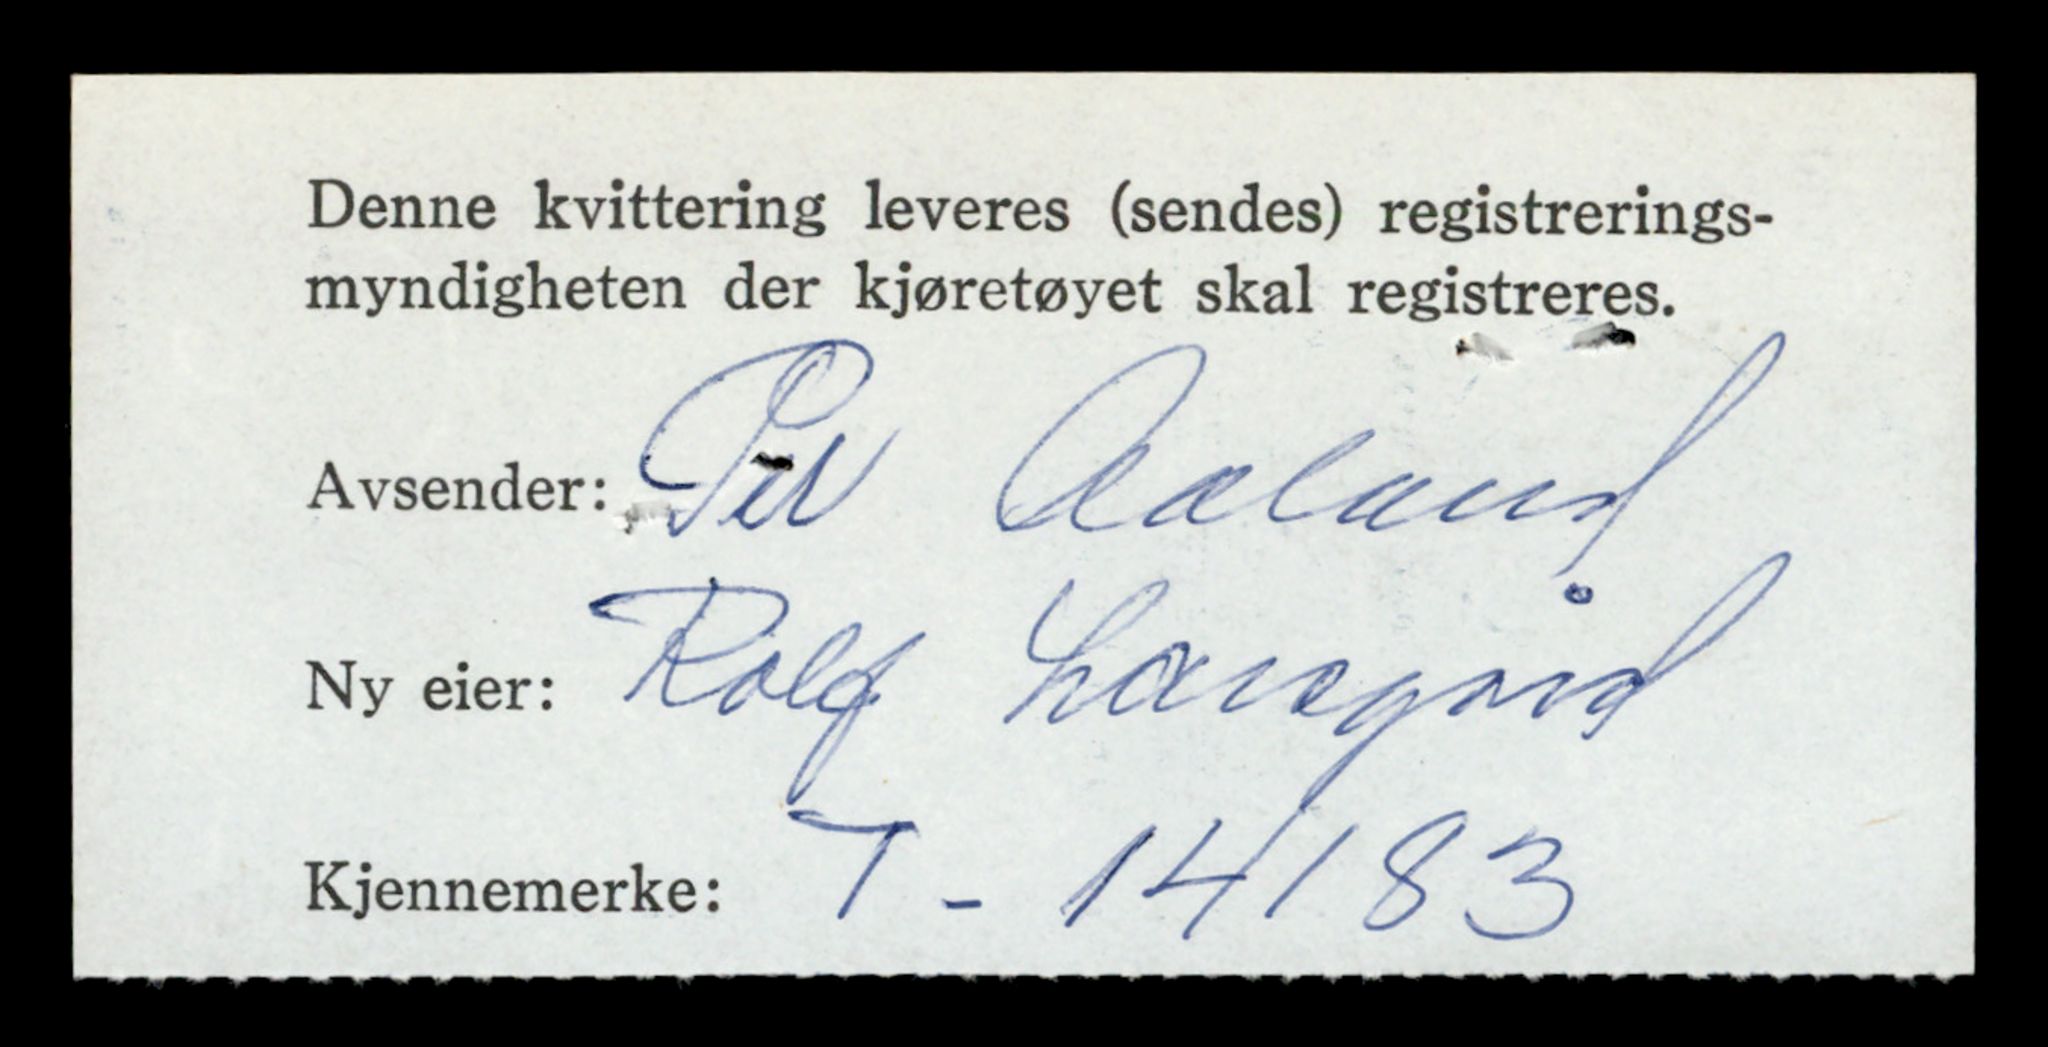 Denne kvittering leveres (sendes) registrerings-
myndigheten der kjøretøyet skal registreres.
Avsender: Per Aaland
Ny eier: Rolf
Kjennemerke: T - 14183